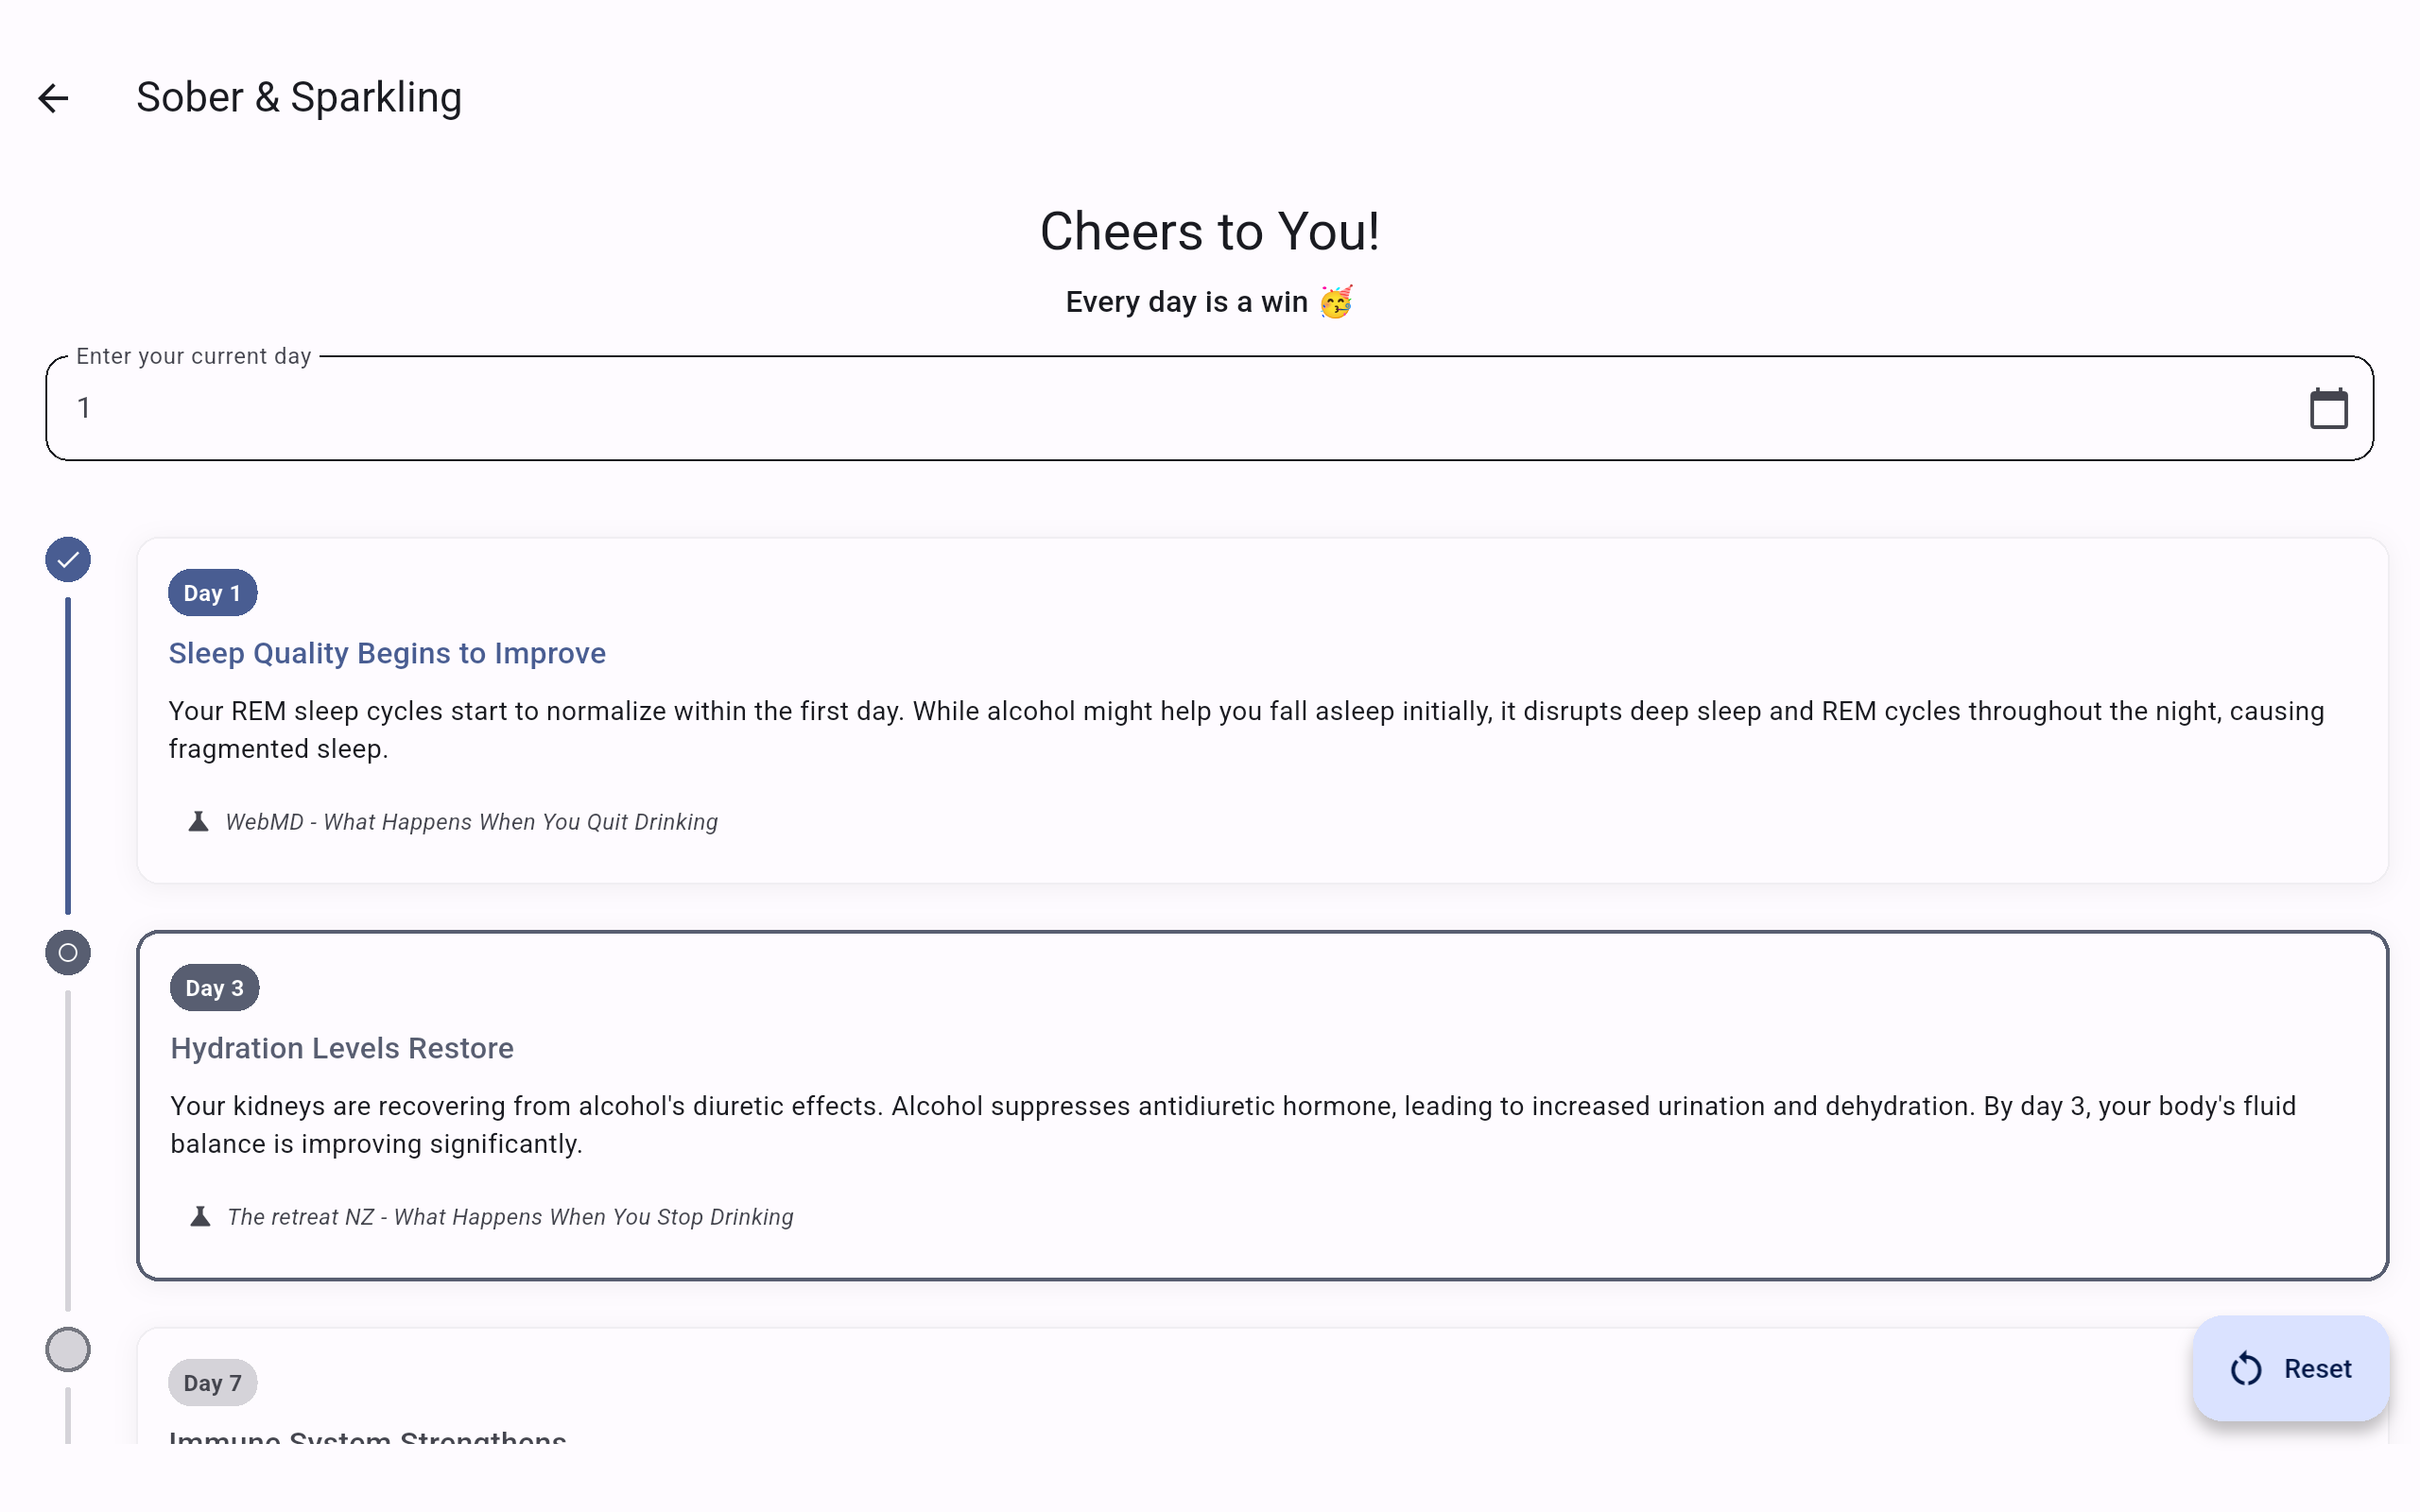 Sober & Sparkling
Cheers to You!
Every day is a win 🥳
Enter your current day
1
Day 1
Sleep Quality Begins to Improve
Your REM sleep cycles start to normalize within the first day. While alcohol might help you fall asleep initially, it disrupts deep sleep and REM cycles throughout the night, causing
fragmented sleep.
WebMD - What Happens When You Quit Drinking
Day 3
Hydration Levels Restore
Your kidneys are recovering from alcohol's diuretic effects. Alcohol suppresses antidiuretic hormone, leading to increased urination and dehydration. By day 3, your body's fluid
balance is improving significantly.
The retreat NZ - What Happens When You Stop Drinking
Day 7
Immune System Strengthens
Reset